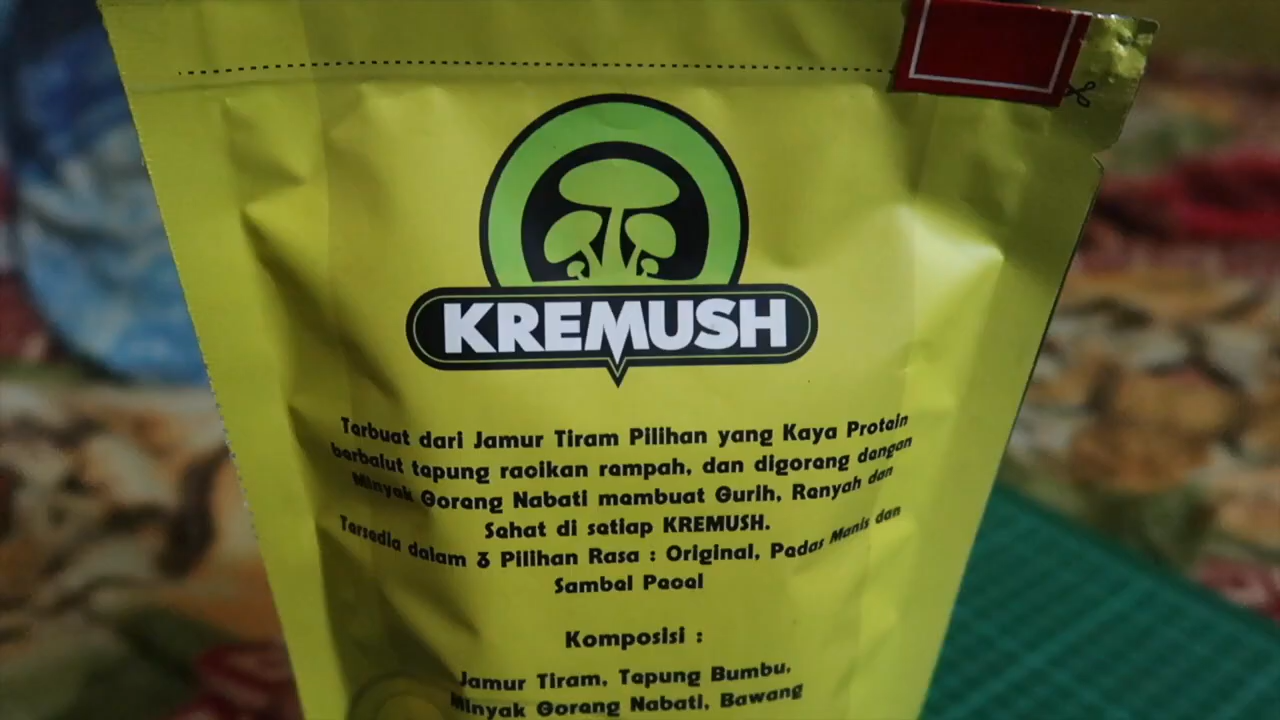 KREMUSH
Terbuat dari Jamur Tiram Pilihan yang Kaya Protein
berbalut tepung racikan rempah, dan digoreng dengan
Minyak Goreng Nabati membuat Gurih, Renyah dan
Sehat di setiap KREMUSH.
Tersedia dalam 3 Pilihan Rasa : Original, Pedas Manis dan
Sambel Pecel
Komposisi :
Jamur Tiram, Tepung Bumbu,
Minyak Goreng Nabati, Bawang